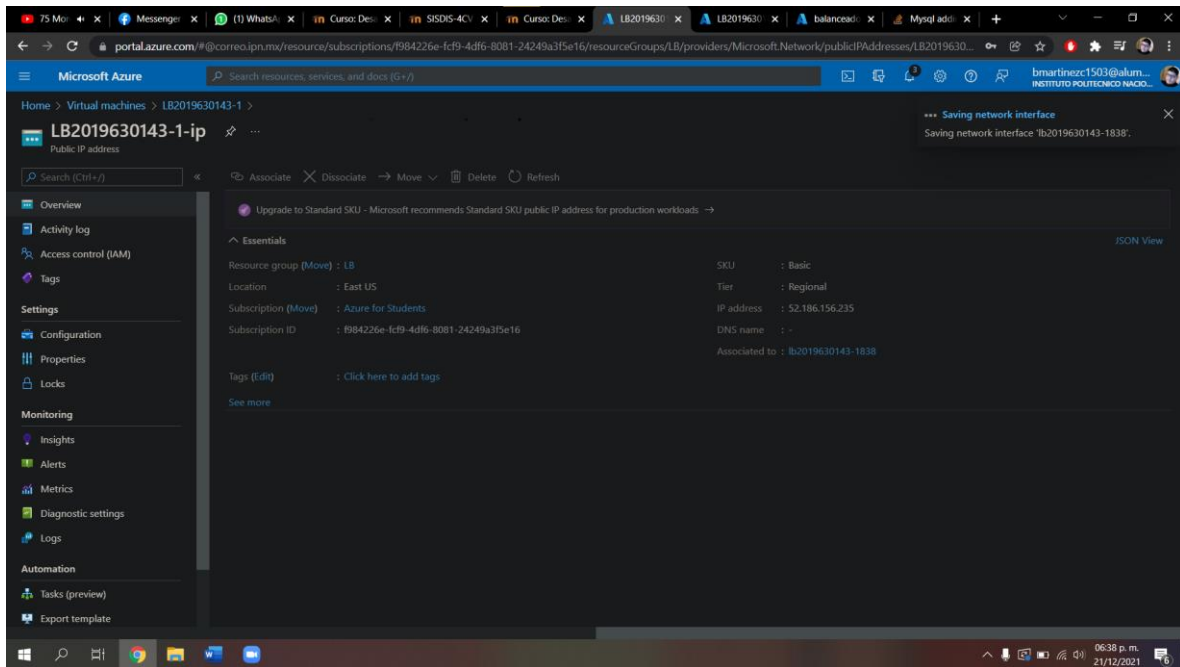 75 Mon
Messenger
(1) WhatsA
Curso: Des
SISDIS-4CV
Curso: Des
LB2019630
LB2019630
balancead
Mysql add
portal.azure.com/#@correo.ipn.mx/resource/subscriptions/f984226e-fcf9-4df6-8081-24249a3f5e16/resourceGroups/LB/providers/Microsoft.Network/publicIPAddresses/LB2019630...
Microsoft Azure
Search resources, services, and docs (G+/)
3
bmartinezc1503@alum...
INSTITUTO POLITECNICO NACIO...
Home > Virtual machines > LB2019630143-1 >
LB2019630143-1-ip
Public IP address
Saving network interface
Saving network interface 'lb2019630143-1838'.
Search (Ctrl+/)
Associate
Dissociate
Move
Delete
Refresh
Upgrade to Standard SKU - Microsoft recommends Standard SKU public IP address for production workloads →
Essentials
JSON View
Resource group (Move) : LB
Location : East US
Subscription (Move) : Azure for Students
Subscription ID : f984226e-fcf9-4df6-8081-24249a3f5e16
Tags (Edit) : Click here to add tags
See more
SKU : Basic
Tier : Regional
IP address : 52.186.156.235
DNS name : -
Associated to : lb2019630143-1838
Overview
Activity log
Access control (IAM)
Tags
Settings
Configuration
Properties
Locks
Monitoring
Insights
Alerts
Metrics
Diagnostic settings
Logs
Automation
Tasks (preview)
Export template
06:38 p. m.
21/12/2021
6